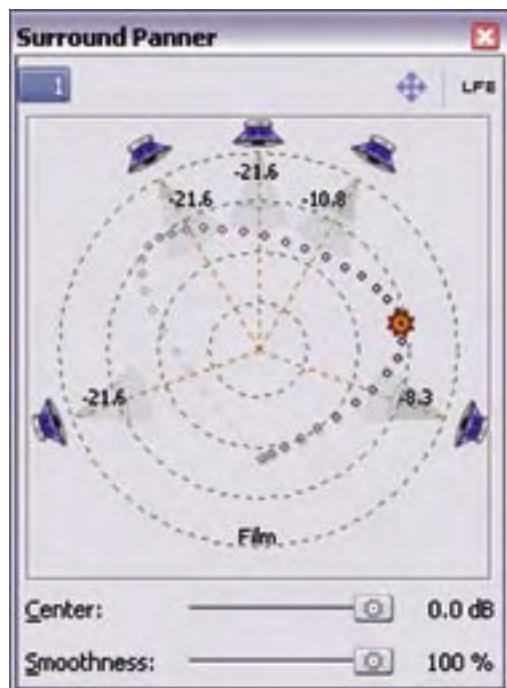 Surround Panner
1
LFE
-21.6
-21.6
-10.8
-21.6
-8.3
Film
Center: 0.0 dB
Smoothness: 100 %